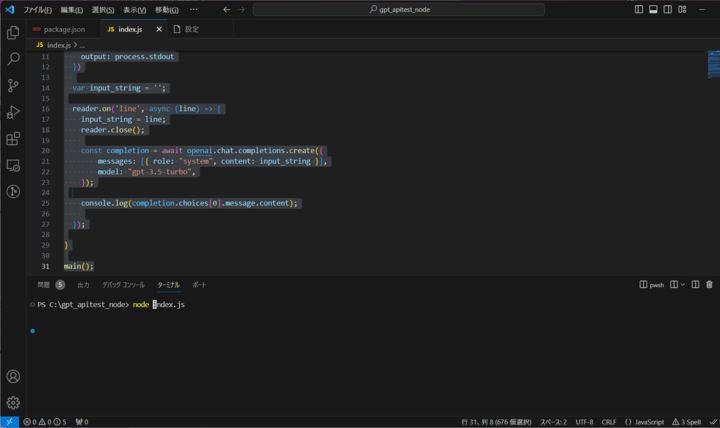 ファイル(F) 編集(E) 選択(S) 表示(V) 移動(G) ··· gpt_apitest_node
package.json JS index.js 設定
JS index.js > ...
11 output: process.stdout
12 })
13
14 var input_string = '';
15
16 reader.on('line', async (line) => {
17 input_string = line;
18 reader.close();
19
20 const completion = await openai.chat.completions.create({
21 messages: [{ role: "system", content: input_string }],
22 model: "gpt-3.5-turbo",
23 });
24
25 console.log(completion.choices[0].message.content);
26
27 });
28
29 }
30
31 main();
問題 5 出力 デバッグ コンソール ターミナル ポート pwsh
PS C:\gpt_apitest_node> node index.js
0 0 5 0 行 31、列 8 (676 個選択) スペース: 2 UTF-8 CRLF {} JavaScript 3 Spell